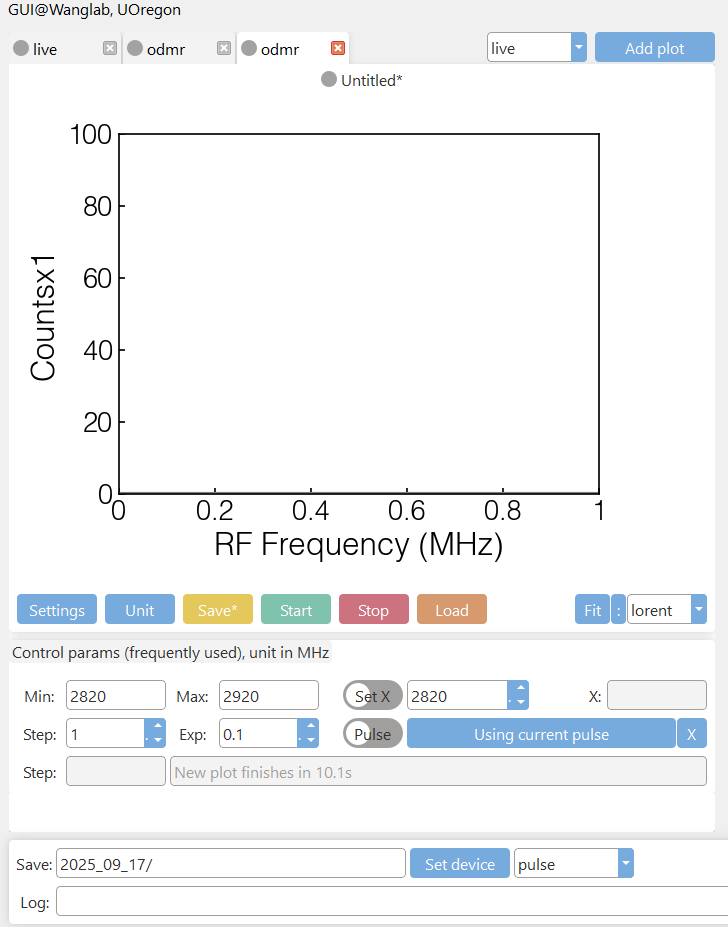 GUI@Wanglab, UOregon
live odmr odmr live Add plot
Untitled*
100
80
60
40
20
0
Countsx1
0 0.2 0.4 0.6 0.8 1
RF Frequency (MHz)
Settings Unit Save* Start Stop Load Fit : lorent
Control params (frequently used), unit in MHz
Min: 2820 Max: 2920 Set X 2820 X:
Step: 1 Exp: 0.1 Pulse Using current pulse X
Step: New plot finishes in 10.1s
Save: 2025_09_17/ Set device pulse
Log: